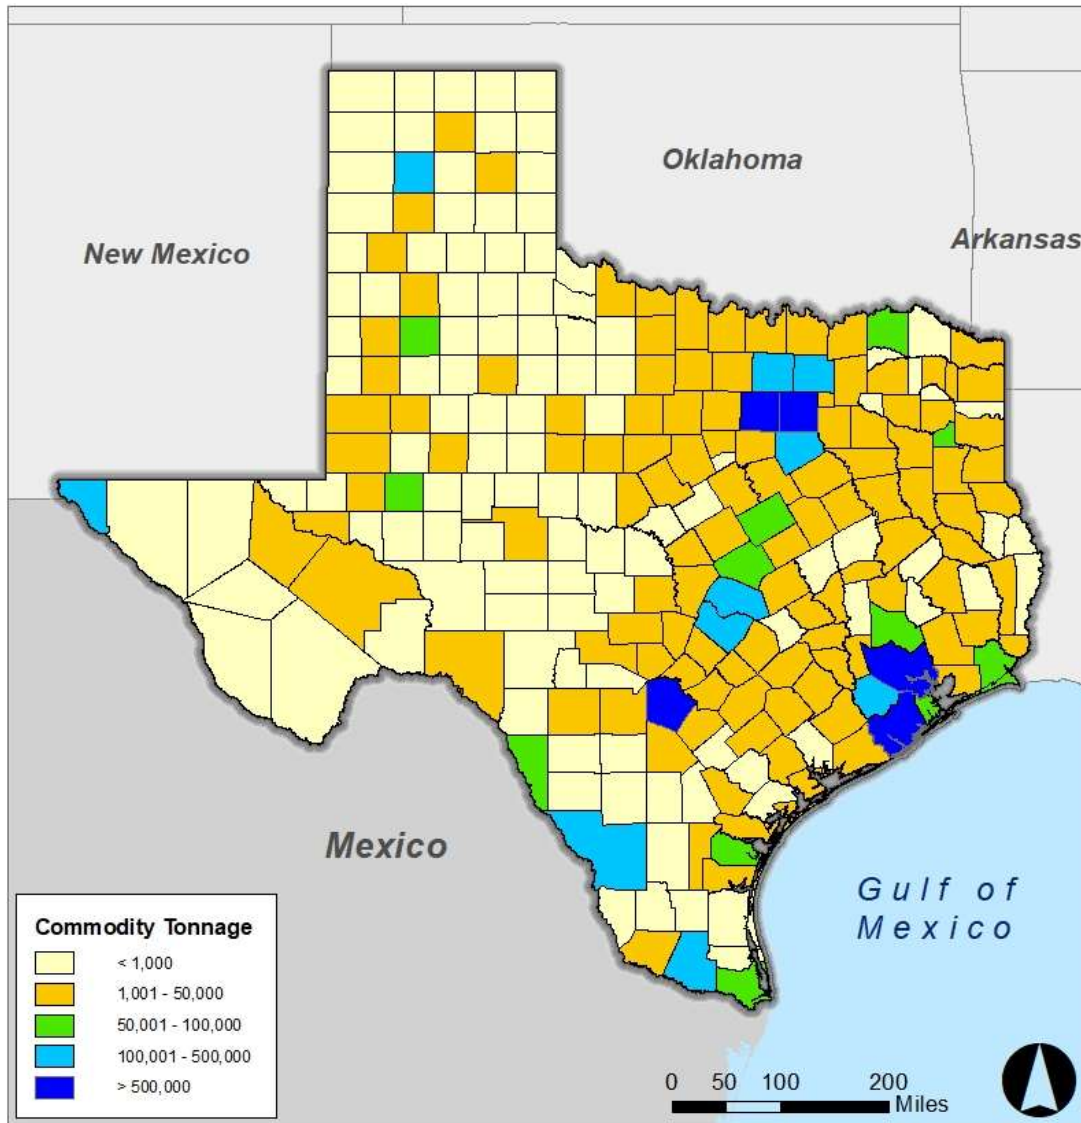 Oklahoma
New Mexico
Arkansas
Mexico
Gulf of
Mexico
Commodity Tonnage
< 1,000
1,001 - 50,000
50,001 - 100,000
100,001 - 500,000
> 500,000
0 50 100 200
Miles